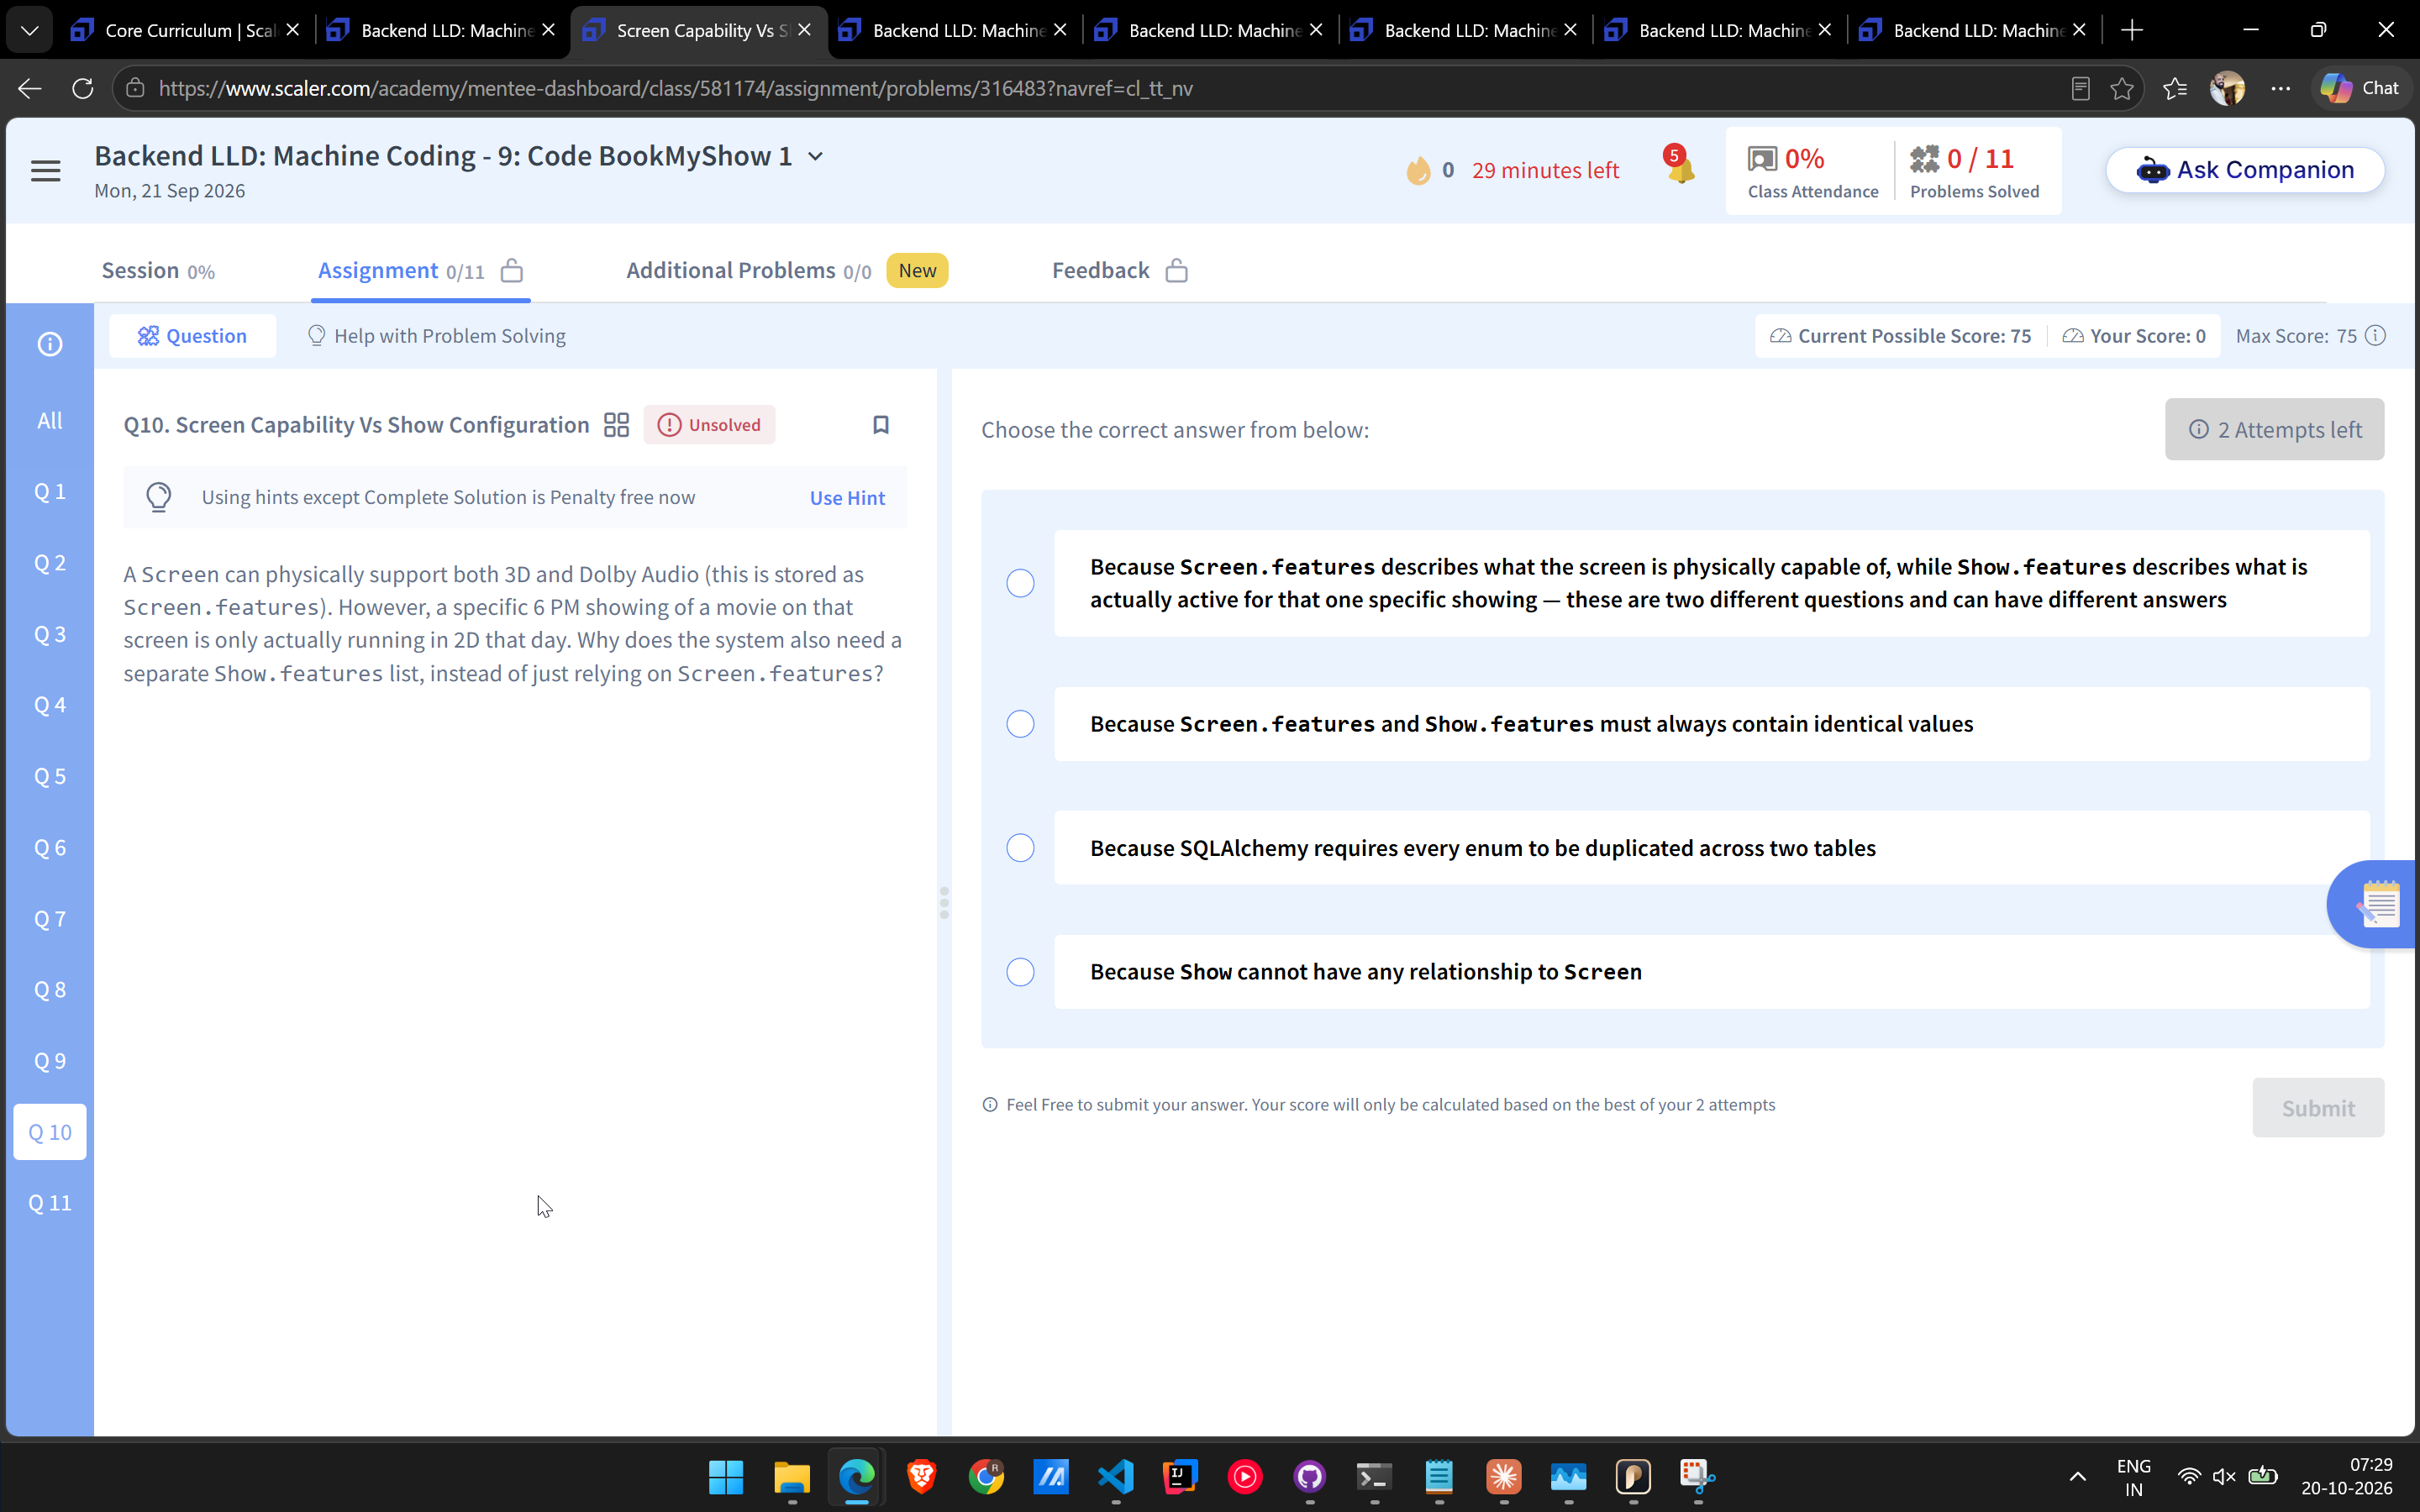 Core Curriculum | Scal
Backend LLD: Machine
Screen Capability Vs S
Backend LLD: Machine
Backend LLD: Machine
Backend LLD: Machine
Backend LLD: Machine
Backend LLD: Machine
https://www.scaler.com/academy/mentee-dashboard/class/581174/assignment/problems/316483?navref=cl_tt_nv
Chat
Backend LLD: Machine Coding - 9: Code BookMyShow 1
Mon, 21 Sep 2026
0
29 minutes left
5
0%
Class Attendance
0 / 11
Problems Solved
Ask Companion
Session 0%
Assignment 0/11
Additional Problems 0/0 New
Feedback
Question
Help with Problem Solving
Current Possible Score: 75
Your Score: 0
Max Score: 75
All
Q 1
Q 2
Q 3
Q 4
Q 5
Q 6
Q 7
Q 8
Q 9
Q 10
Q 11
Q10. Screen Capability Vs Show Configuration
Unsolved
Using hints except Complete Solution is Penalty free now
Use Hint
A Screen can physically support both 3D and Dolby Audio (this is stored as
Screen.features). However, a specific 6 PM showing of a movie on that
screen is only actually running in 2D that day. Why does the system also need a
separate Show.features list, instead of just relying on Screen.features?
Choose the correct answer from below:
2 Attempts left
Because Screen.features describes what the screen is physically capable of, while Show.features describes what is
actually active for that one specific showing — these are two different questions and can have different answers
Because Screen.features and Show.features must always contain identical values
Because SQLAlchemy requires every enum to be duplicated across two tables
Because Show cannot have any relationship to Screen
Feel Free to submit your answer. Your score will only be calculated based on the best of your 2 attempts
Submit
R
IJ
ENG
IN
07:29
20-10-2026